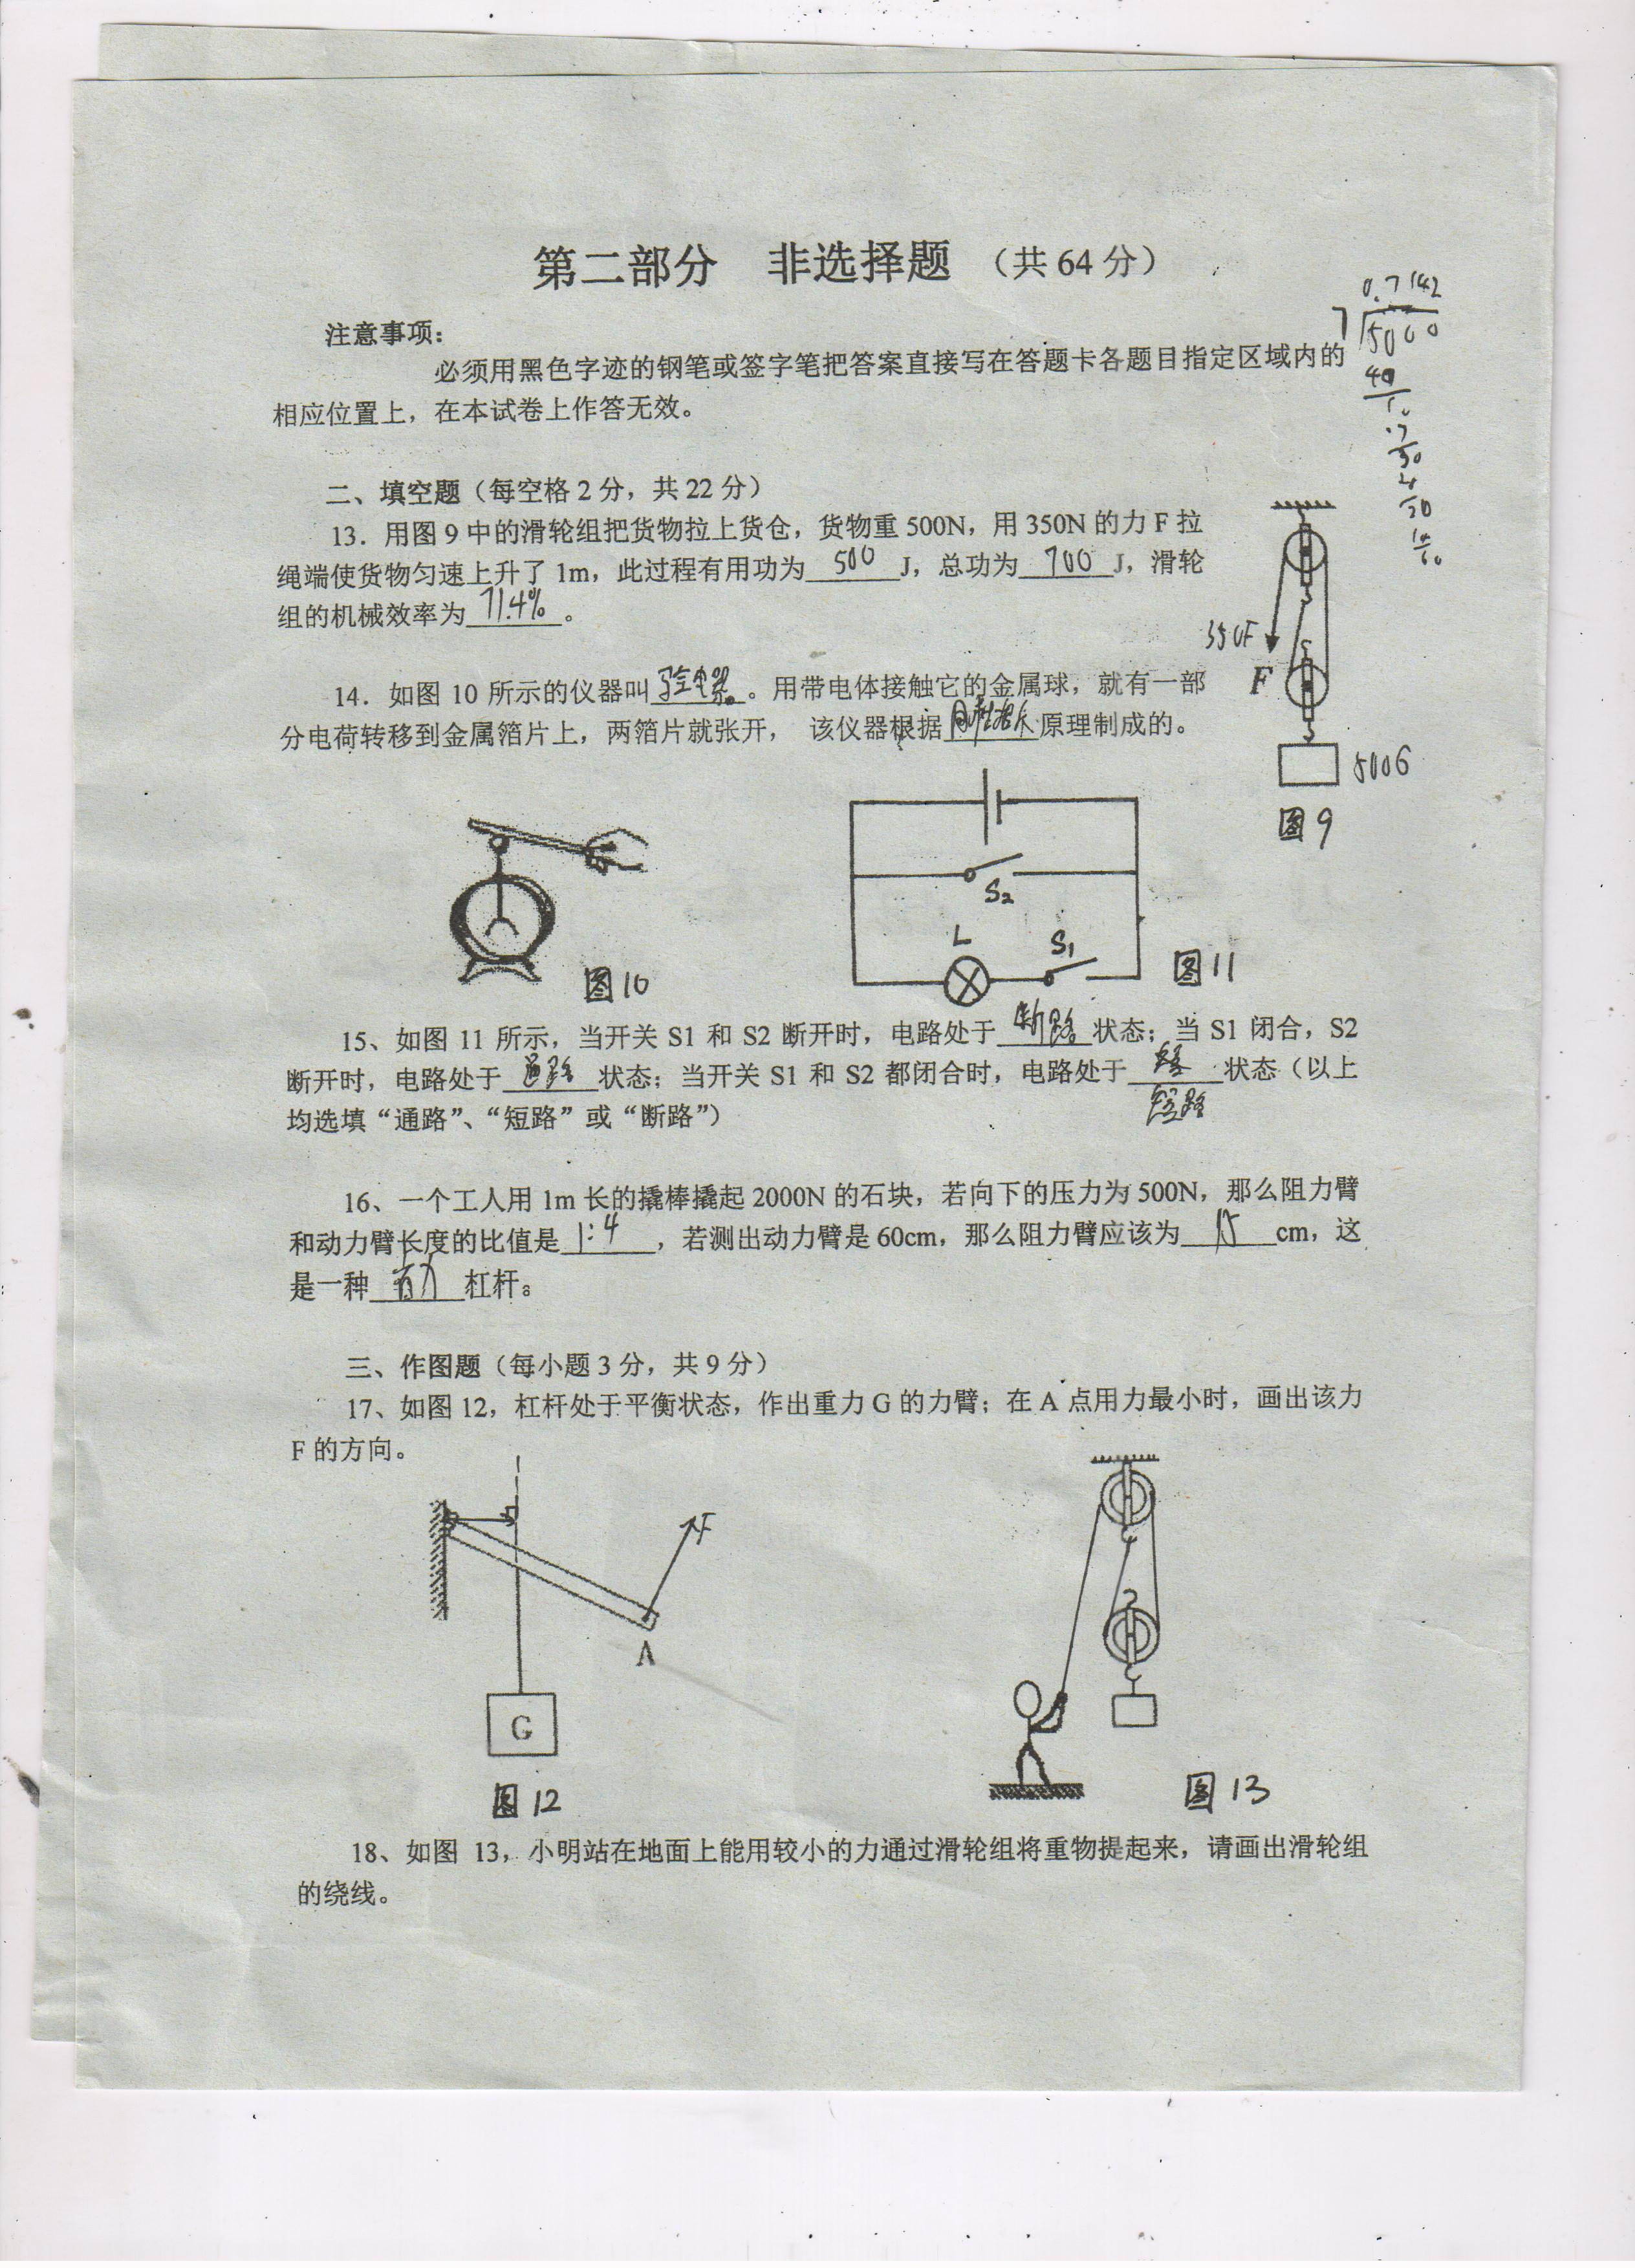 第二部分 非选择题 （共 64 分）
0.7142
7 5000
注意事项：
必须用黑色字迹的钢笔或签字笔把答案直接写在答题卡各题目指定区域内的
相应位置上，在本试卷上作答无效。
二、填空题（每空格 2 分，共 22 分）
13．用图 9 中的滑轮组把货物拉上货仓，货物重 500N，用 350N 的力 F 拉
绳端使货物匀速上升了 1m，此过程有用功为 500 J，总功为 700 J，滑轮
组的机械效率为 71.4% 。
350F
F
500G
图9
14．如图 10 所示的仪器叫 验电器 。用带电体接触它的金属球，就有一部
分电荷转移到金属箔片上，两箔片就张开， 该仪器根据 同种相斥 原理制成的。
图10
S2
L
S1
图11
15、如图 11 所示，当开关 S1 和 S2 断开时，电路处于 断路 状态；当 S1 闭合，S2
断开时，电路处于 通路 状态；当开关 S1 和 S2 都闭合时，电路处于 状态（以上
短路
均选填“通路”、“短路”或“断路”）
16、一个工人用 1m 长的撬棒撬起 2000N 的石块，若向下的压力为 500N，那么阻力臂
和动力臂长度的比值是 1:4 ，若测出动力臂是 60cm，那么阻力臂应该为 15 cm，这
是一种 省力 杠杆。
三、作图题（每小题 3 分，共 9 分）
17、如图 12，杠杆处于平衡状态，作出重力 G 的力臂；在 A 点用力最小时，画出该力
F 的方向。
F
A
G
图12
图13
18、如图 13，小明站在地面上能用较小的力通过滑轮组将重物提起来，请画出滑轮组
的绕线。